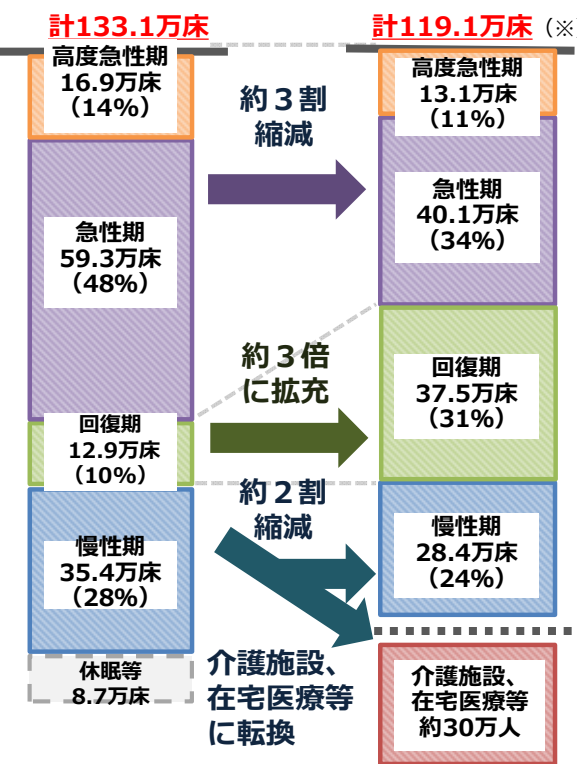 計133.1万床
計119.1万床（※
高度急性期
16.9万床
（14%）
急性期
59.3万床
（48%）
回復期
12.9万床
（10%）
慢性期
35.4万床
（28%）
休眠等
8.7万床
約３割
縮減
約３倍
に拡充
約２割
縮減
介護施設、
在宅医療等
に転換
高度急性期
13.1万床
（11%）
急性期
40.1万床
（34%）
回復期
37.5万床
（31%）
慢性期
28.4万床
（24%）
介護施設、
在宅医療等
約30万人